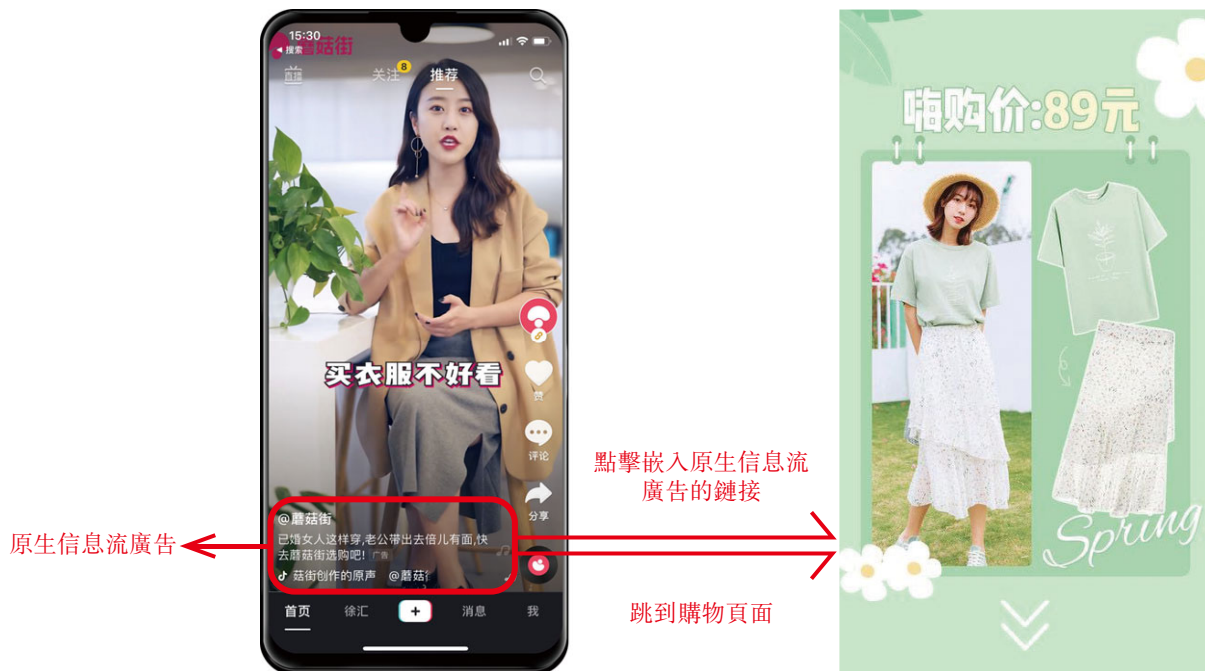 原生信息流廣告
15:30
搜索
蘑菇街
直播
关注
8
推荐
买衣服不好看
赞
评论
分享
@蘑菇街
已婚女人这样穿,老公带出去倍儿有面,快
去蘑菇街选购吧! 广告
菇街创作的原声 @蘑菇
首页
徐汇
消息
我
點擊嵌入原生信息流
廣告的鏈接
跳到購物頁面
嗨购价:89元
Spring